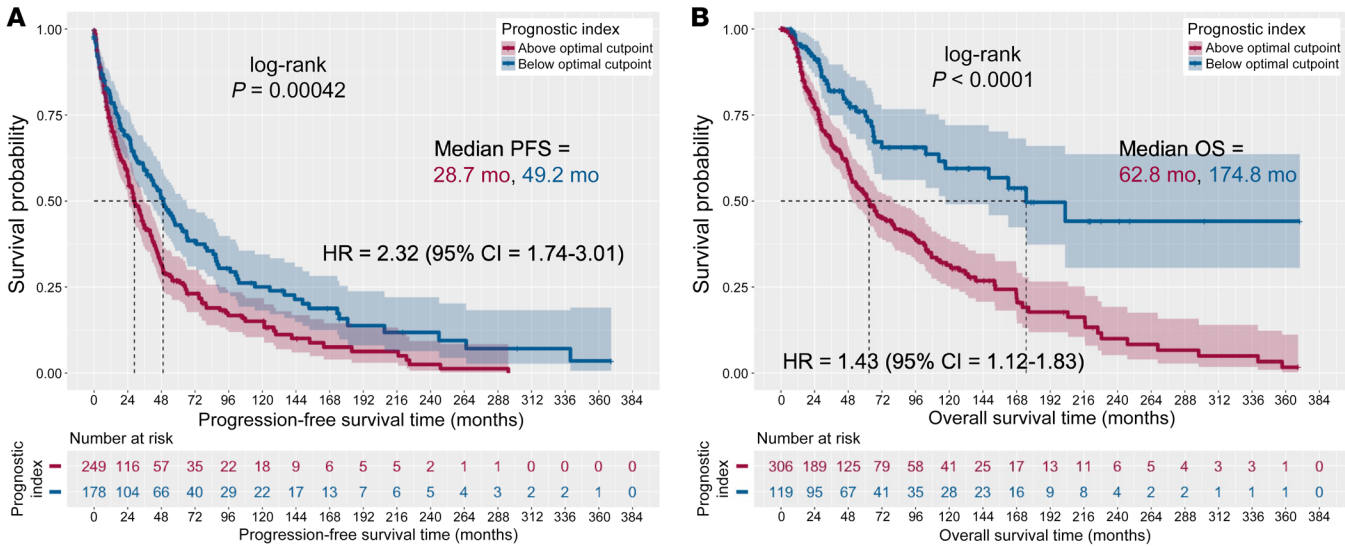 A
Prognostic index
Above optimal cutpoint
Below optimal cutpoint
log-rank
P = 0.00042
Median PFS =
28.7 mo, 49.2 mo
HR = 2.32 (95% CI = 1.74-3.01)
Survival probability
1.00
0.75
0.50
0.25
0.00
0 24 48 72 96 120 144 168 192 216 240 264 288 312 336 360 384
Progression-free survival time (months)
Number at risk
Prognostic
index
249 116 57 35 22 18 9 6 5 5 2 1 1 0 0 0 0
178 104 66 40 29 22 17 13 7 6 5 4 3 2 2 1 0
0 24 48 72 96 120 144 168 192 216 240 264 288 312 336 360 384
Progression-free survival time (months)
B
Prognostic index
Above optimal cutpoint
Below optimal cutpoint
log-rank
P < 0.0001
Median OS =
62.8 mo, 174.8 mo
HR = 1.43 (95% CI = 1.12-1.83)
Survival probability
1.00
0.75
0.50
0.25
0.00
0 24 48 72 96 120 144 168 192 216 240 264 288 312 336 360 384
Overall survival time (months)
Number at risk
Prognostic
index
306 189 125 79 58 41 25 17 13 11 6 5 4 3 3 1 0
119 95 67 41 35 28 23 16 9 8 4 2 2 1 1 1 0
0 24 48 72 96 120 144 168 192 216 240 264 288 312 336 360 384
Overall survival time (months)